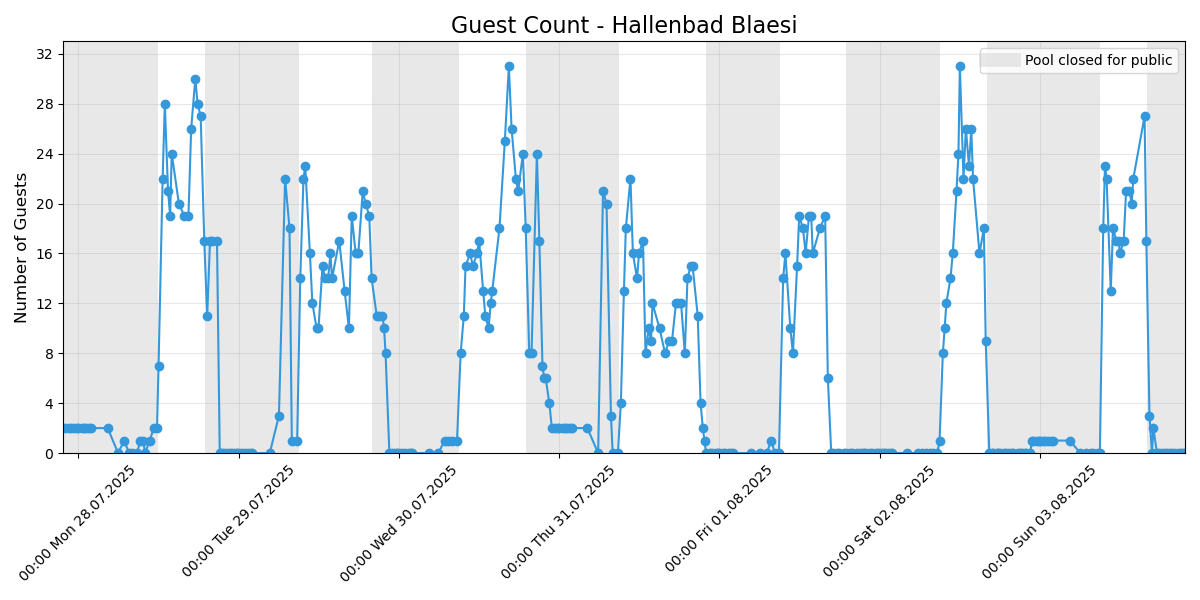 Guest Count - Hallenbad Blaesi
Pool closed for public
Number of Guests
32
28
24
20
16
12
8
4
0
00:00 Mon 28.07.2025
00:00 Tue 29.07.2025
00:00 Wed 30.07.2025
00:00 Thu 31.07.2025
00:00 Fri 01.08.2025
00:00 Sat 02.08.2025
00:00 Sun 03.08.2025